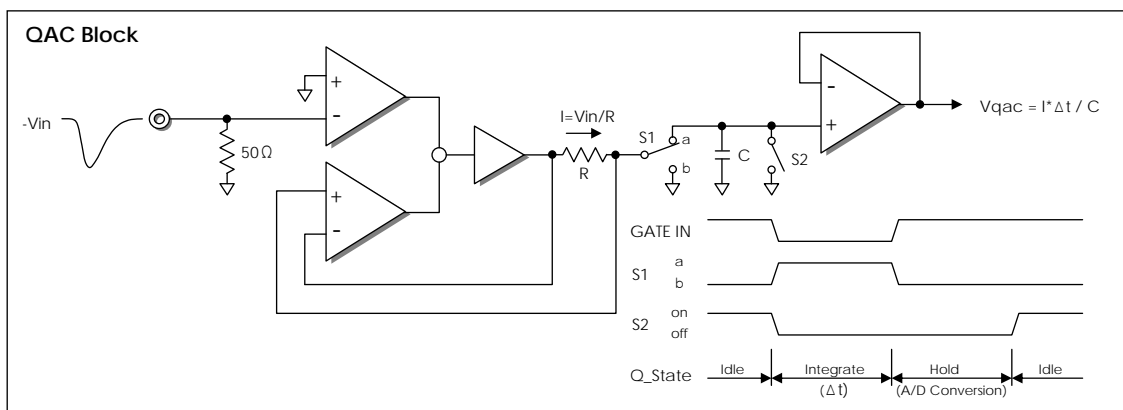 QAC Block
-Vin
50Ω
+
-
+
-
I=Vin/R
R
S1
a
b
C
S2
-
+
Vqac = I*Δt / C
GATE IN
S1
a
b
S2
on
off
Q_State
Idle
Integrate
(Δt)
Hold
(A/D Conversion)
Idle